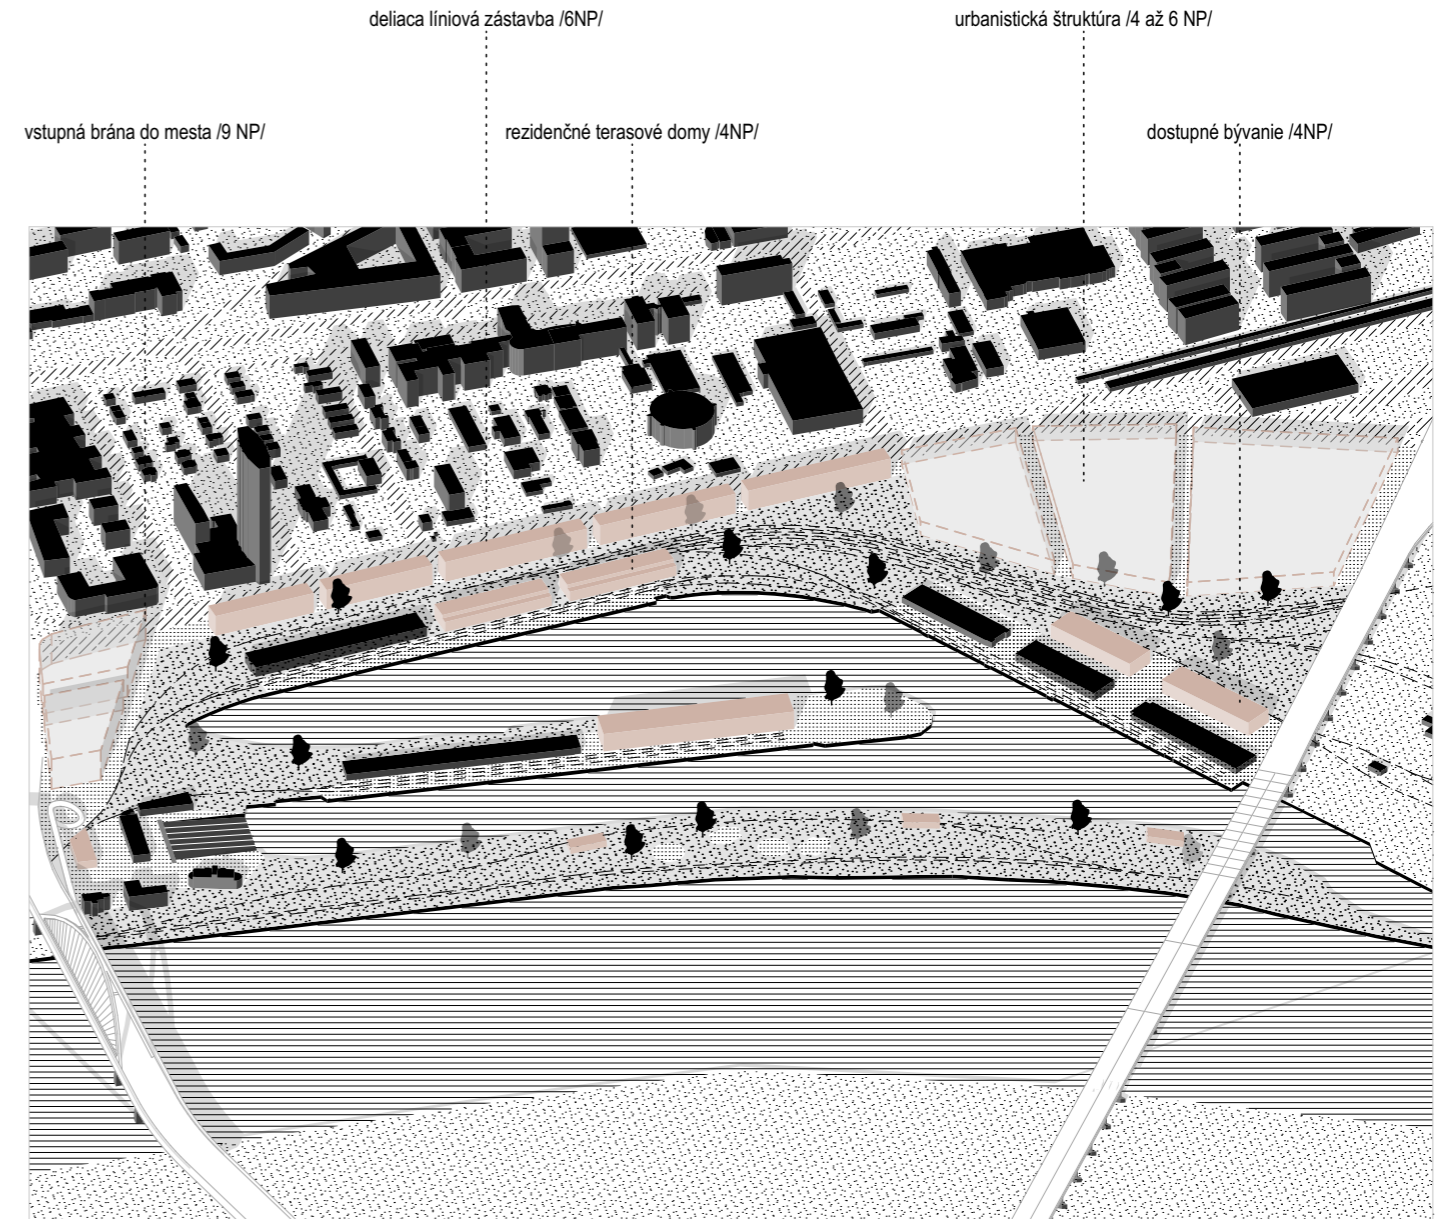 deliaca líniová zástavba /6NP/
urbanistická štruktúra /4 až 6 NP/
vstupná brána do mesta /9 NP/
rezidenčné terasové domy /4NP/
dostupné bývanie /4NP/